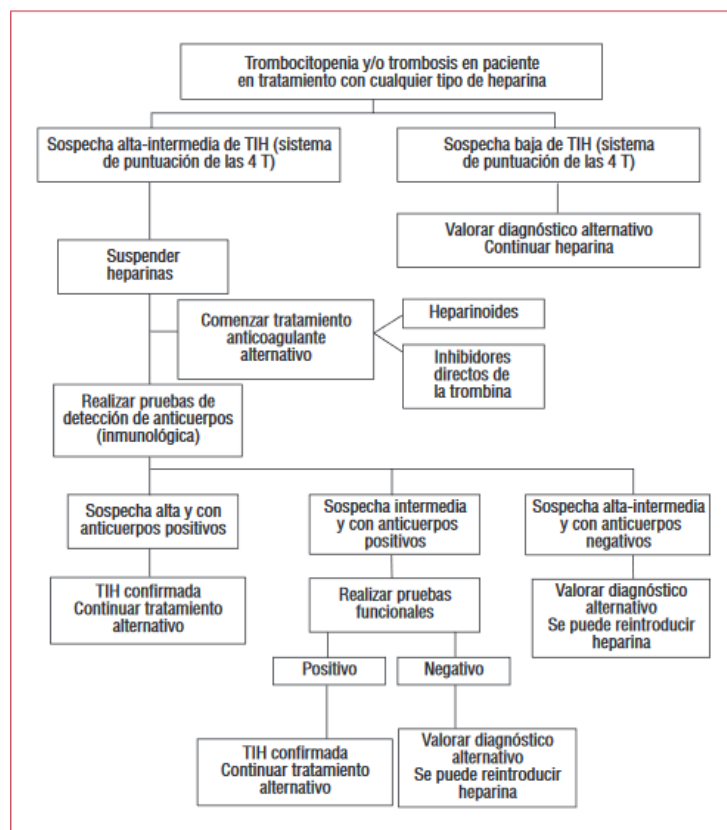 Trombocitopenia y/o trombosis en paciente
en tratamiento con cualquier tipo de heparina
Sospecha alta-intermedia de TIH (sistema
de puntuación de las 4 T)
Sospecha baja de TIH (sistema
de puntuación de las 4 T)
Valorar diagnóstico alternativo
Continuar heparina
Suspender
heparinas
Comenzar tratamiento
anticoagulante
alternativo
Heparinoides
Inhibidores
directos de
la trombina
Realizar pruebas de
detección de anticuerpos
(inmunológica)
Sospecha alta y con
anticuerpos positivos
Sospecha intermedia
y con anticuerpos
positivos
Sospecha alta-intermedia
y con anticuerpos
negativos
TIH confirmada
Continuar tratamiento
alternativo
Realizar pruebas
funcionales
Valorar diagnóstico
alternativo
Se puede reintroducir
heparina
Positivo
Negativo
TIH confirmada
Continuar tratamiento
alternativo
Valorar diagnóstico
alternativo
Se puede reintroducir
heparina